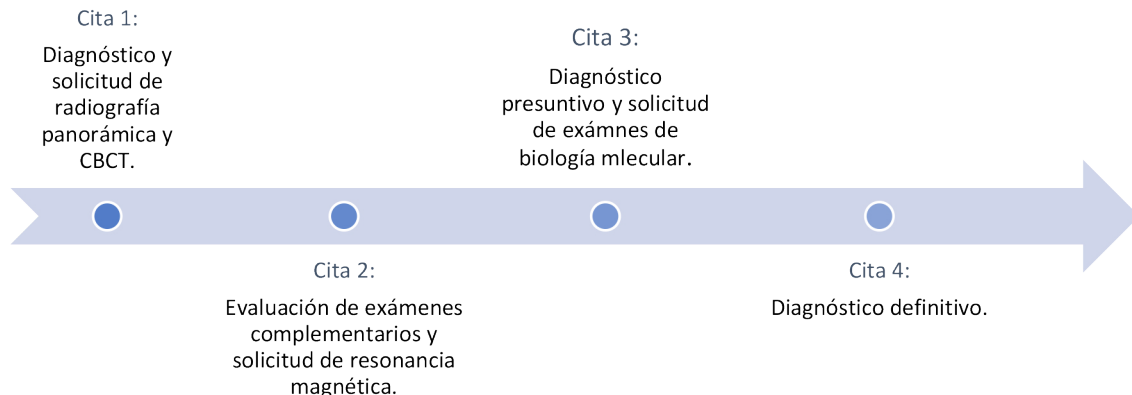 Cita 1:
Diagnóstico y
solicitud de
radiografía
panorámica y
CBCT.
Cita 2:
Evaluación de exámenes
complementarios y
solicitud de resonancia
magnética.
Cita 3:
Diagnóstico
presuntivo y solicitud
de exámnes de
biología mlecular.
Cita 4:
Diagnóstico definitivo.